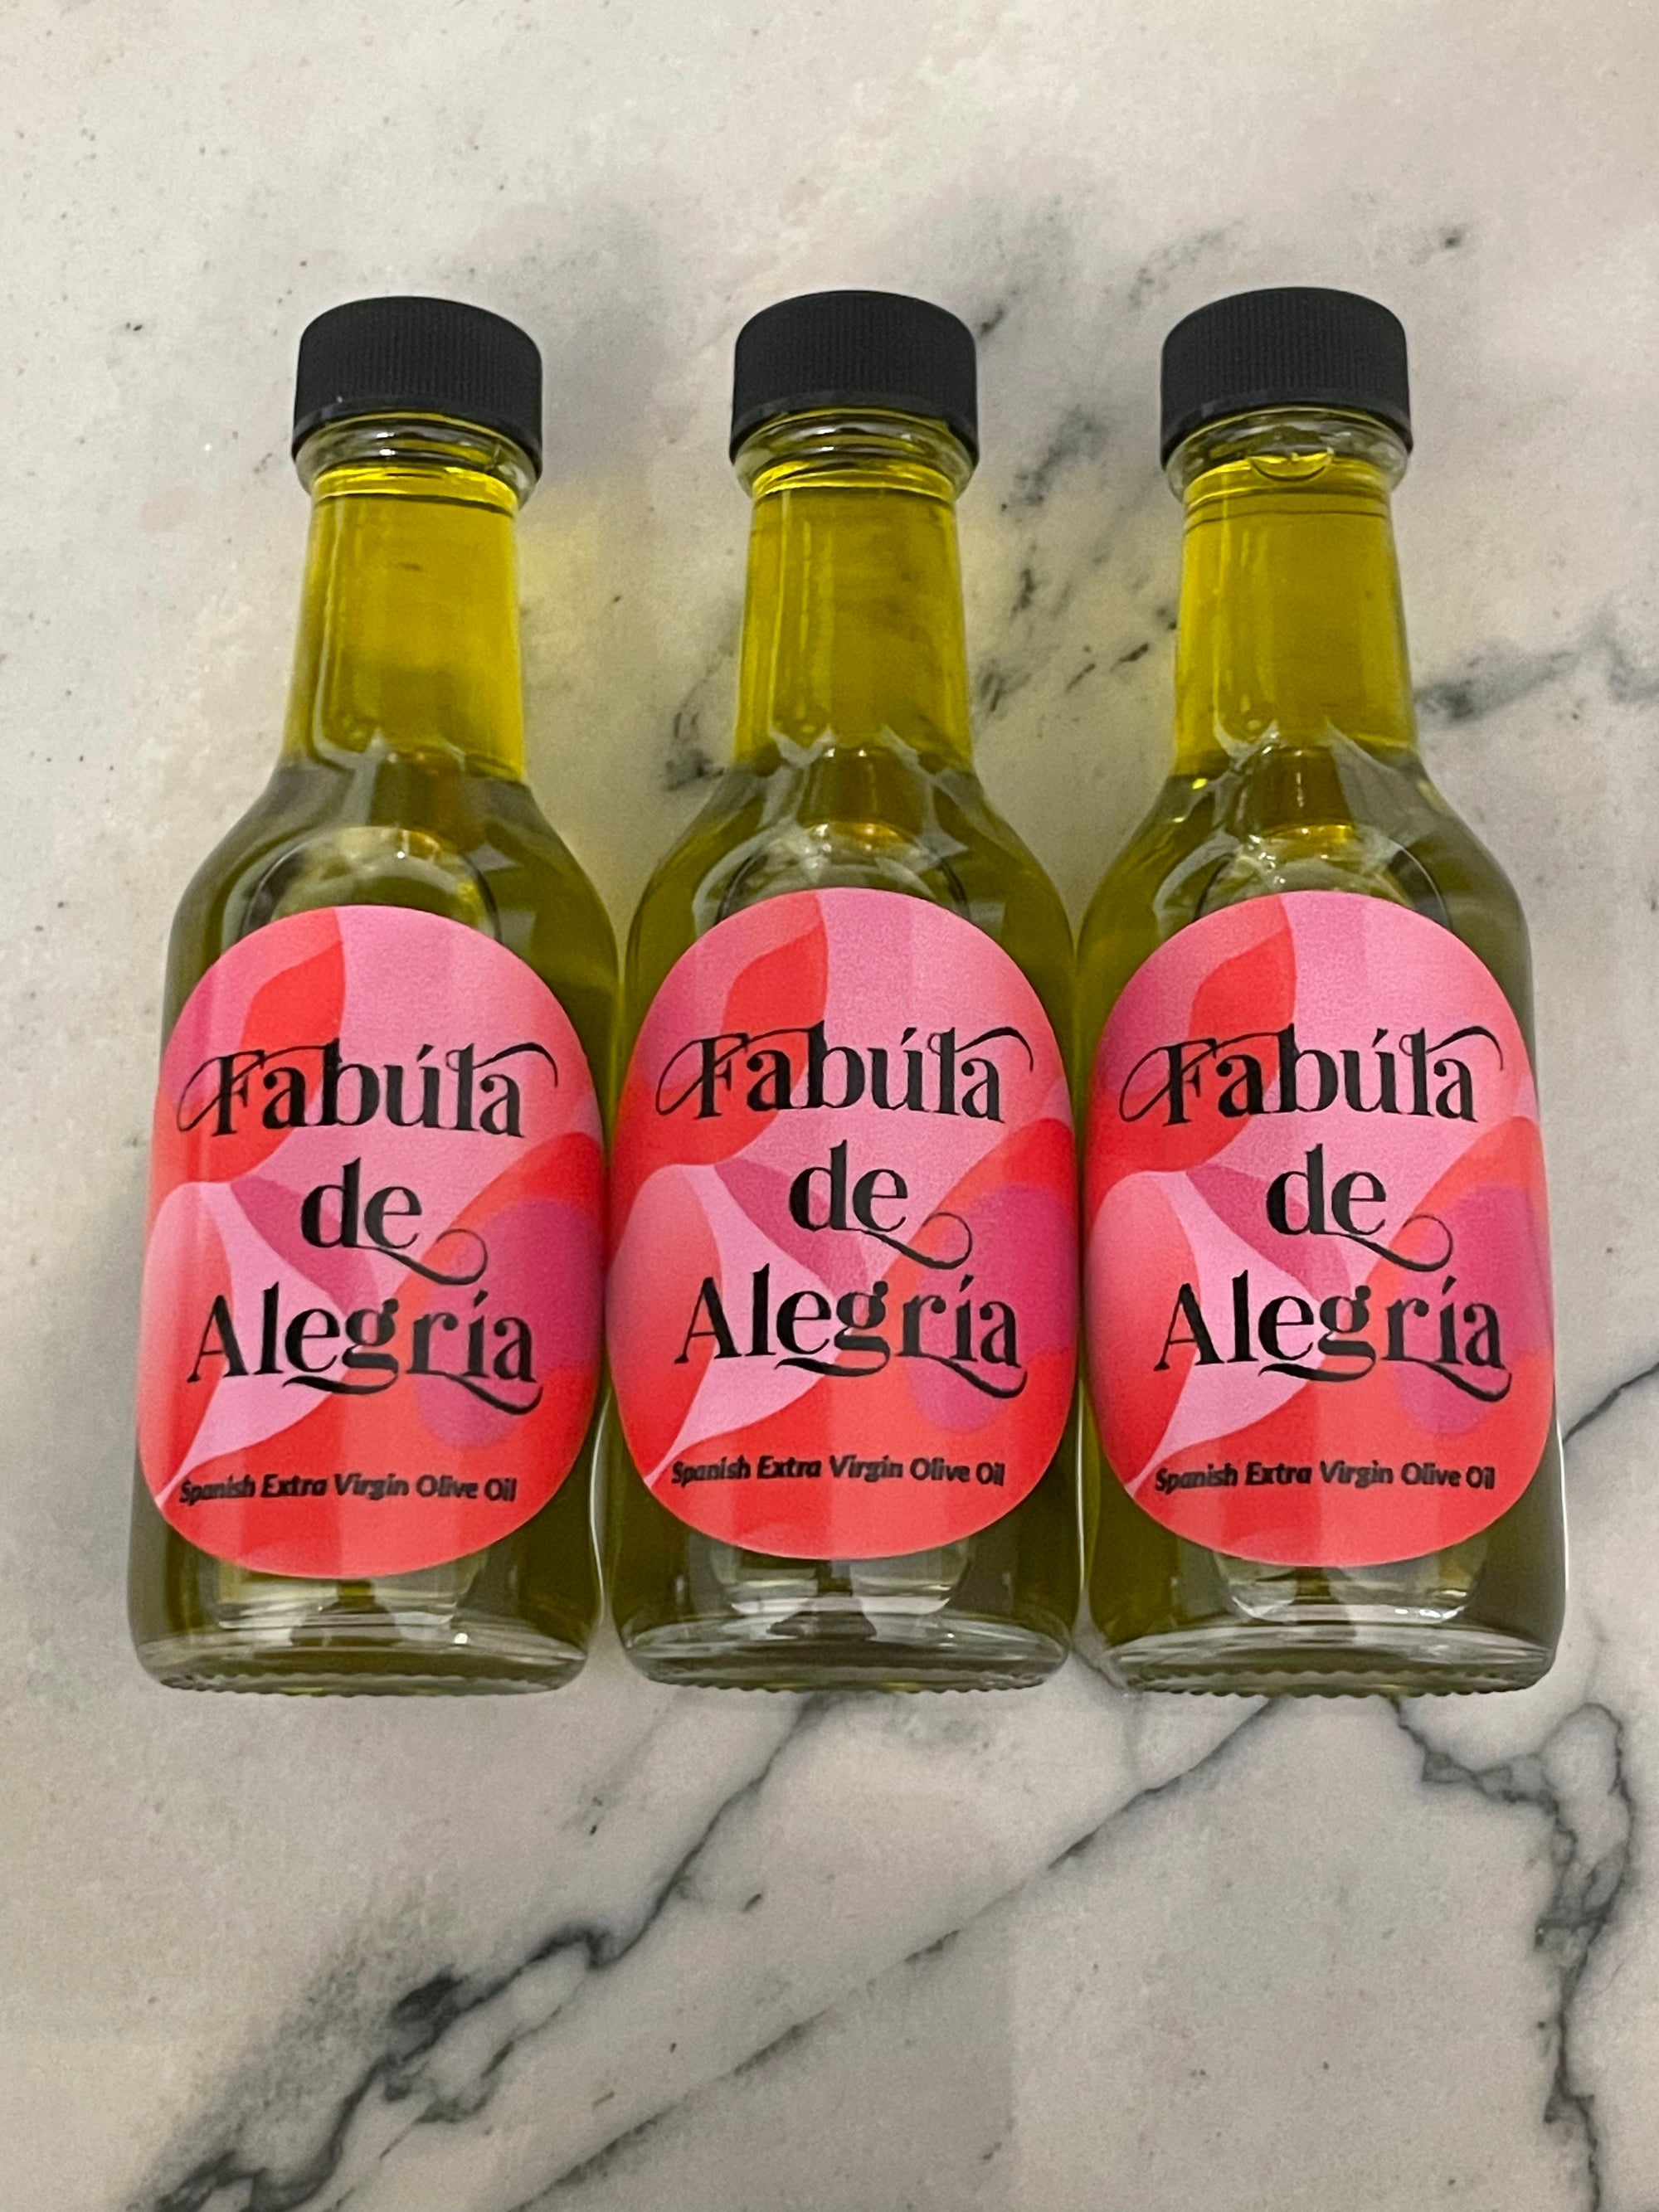 Fabúla
de
Alegría
Spanish Extra Virgin Olive Oil
Fabúla
de
Alegría
Spanish Extra Virgin Olive Oil
Fabúla
de
Alegría
Spanish Extra Virgin Olive Oil